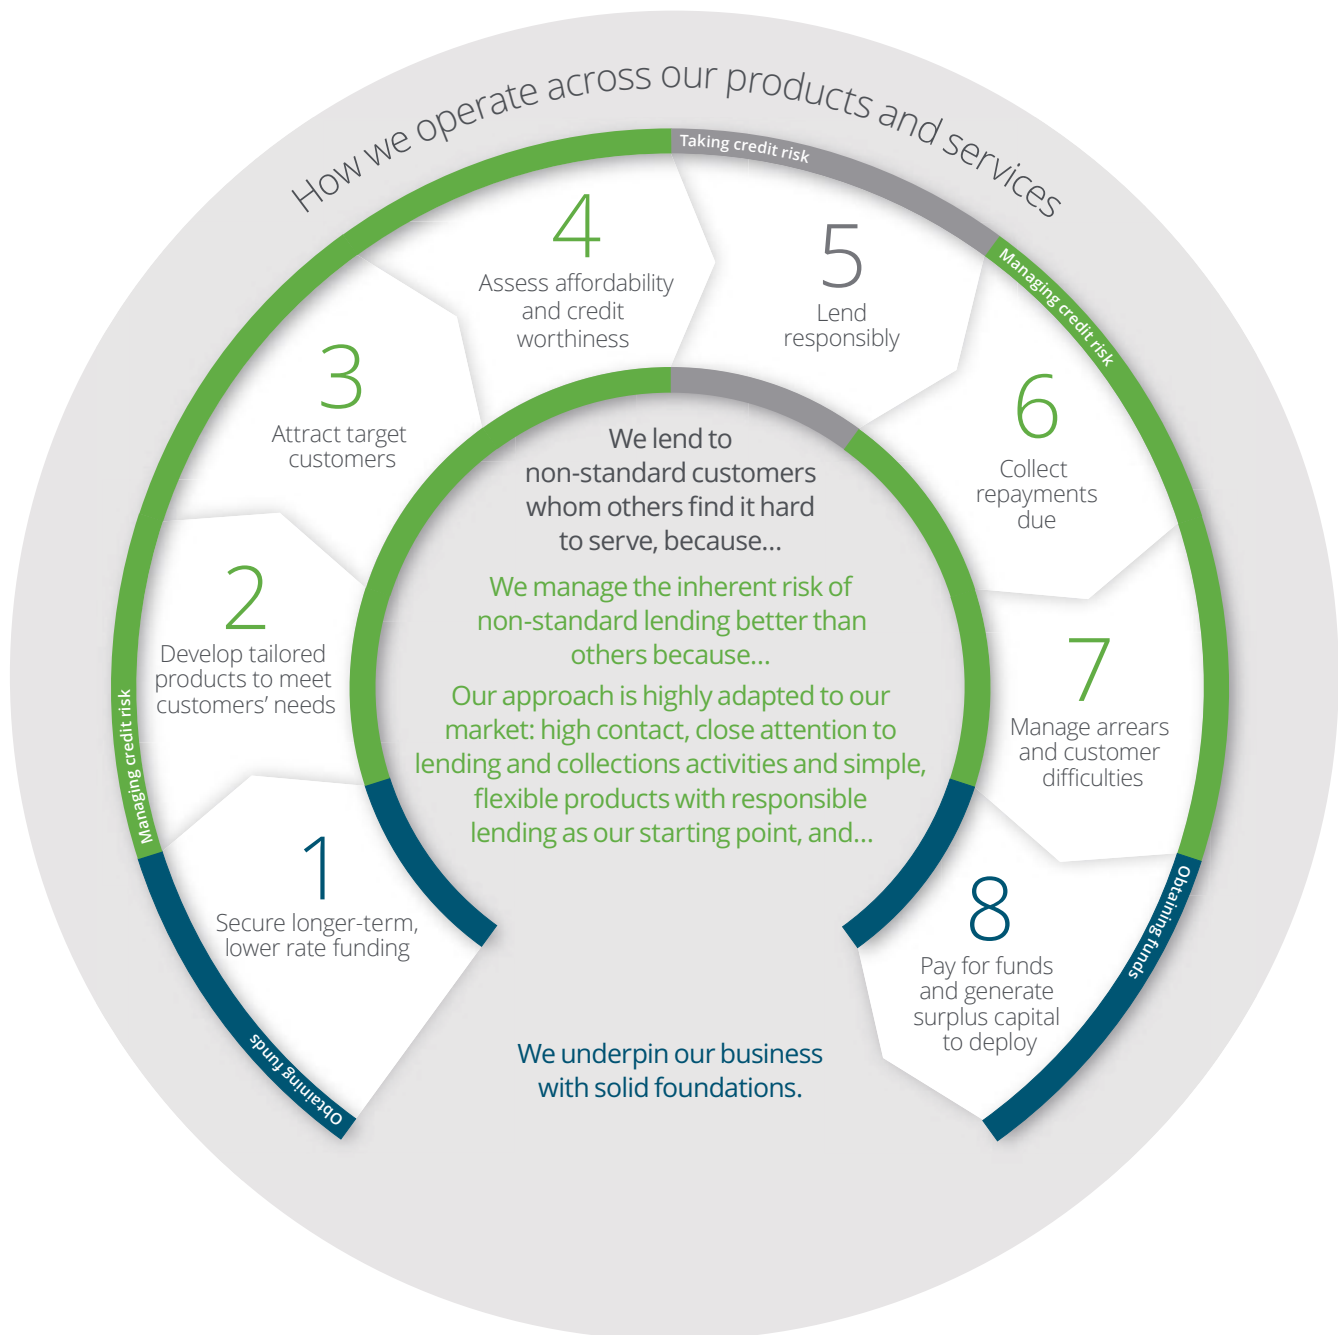 How we operate across our products and services
Obtaining funds
1
Secure longer-term,
lower rate funding
Managing credit risk
2
Develop tailored
products to meet
customers’ needs
3
Attract target
customers
4
Assess affordability
and credit
worthiness
Taking credit risk
5
Lend
responsibly
Managing credit risk
6
Collect
repayments
due
7
Manage arrears
and customer
difficulties
Obtaining funds
8
Pay for funds
and generate
surplus capital
to deploy
We lend to
non-standard customers
whom others find it hard
to serve, because...
We manage the inherent risk of
non-standard lending better than
others because...
Our approach is highly adapted to our
market: high contact, close attention to
lending and collections activities and simple,
flexible products with responsible
lending as our starting point, and...
We underpin our business
with solid foundations.